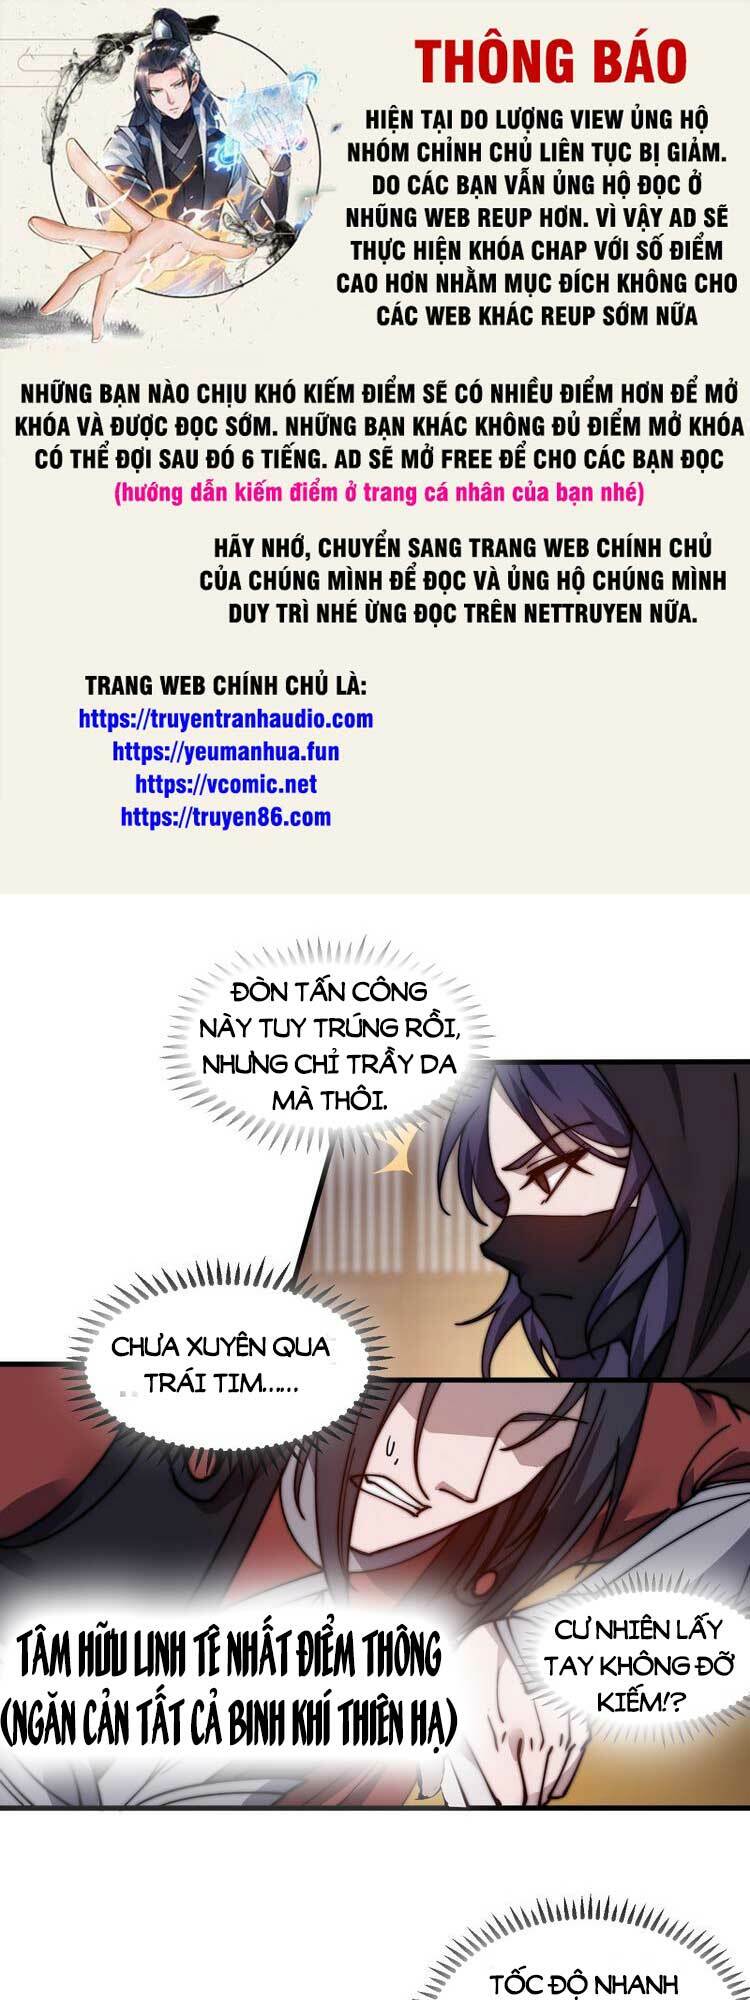 THÔNG BÁO
HIỆN TẠI DO LƯỢNG VIEW ỦNG HỘ
NHÓM CHỈNH CHỦ LIÊN TỤC BỊ GIẢM.
DO CÁC BẠN VẪN ỦNG HỘ ĐỌC Ở
NHŨNG WEB REUP HƠN. VÌ VẬY AD SẼ
THỰC HIỆN KHÓA CHAP VỚI SỐ ĐIỂM
CAO HƠN NHẰM MỤC ĐÍCH KHÔNG CHO
CÁC WEB KHÁC REUP SỚM NỮA
NHỮNG BẠN NÀO CHỊU KHÓ KIẾM ĐIỂM SẼ CÓ NHIỀU ĐIỂM HƠN ĐỂ MỞ
KHÓA VÀ ĐƯỢC ĐỌC SỚM. NHỮNG BẠN KHÁC KHÔNG ĐỦ ĐIỂM MỞ KHÓA
CÓ THỂ ĐỢI SAU ĐÓ 6 TIẾNG. AD SẼ MỞ FREE ĐỂ CHO CÁC BẠN ĐỌC
(hướng dẫn kiếm điểm ở trang cá nhân của bạn nhé)
HÃY NHỚ, CHUYỂN SANG TRANG WEB CHÍNH CHỦ
CỦA CHÚNG MÌNH ĐỂ ĐỌC VÀ ỦNG HỘ CHÚNG MÌNH
DUY TRÌ NHÉ ỪNG ĐỌC TRÊN NETTRUYEN NỮA.
TRANG WEB CHÍNH CHỦ LÀ:
https://truyentranhaudio.com
https://yeumanhua.fun
https://vcomic.net
https://truyen86.com
ĐÒN TẤN CÔNG
NÀY TUY TRÚNG RỒI,
NHƯNG CHỈ TRẦY DA
MÀ THÔI.
CHƯA XUYÊN QUA
TRÁI TIM......
TÂM HỮU LINH TÊ NHẤT ĐIỂM THÔNG
(NGĂN CẢN TẤT CẢ BINH KHÍ THIÊN HẠ)
CƯ NHIÊN LẤY
TAY KHÔNG ĐỠ
KIẾM!?
TỐC ĐỘ NHANH